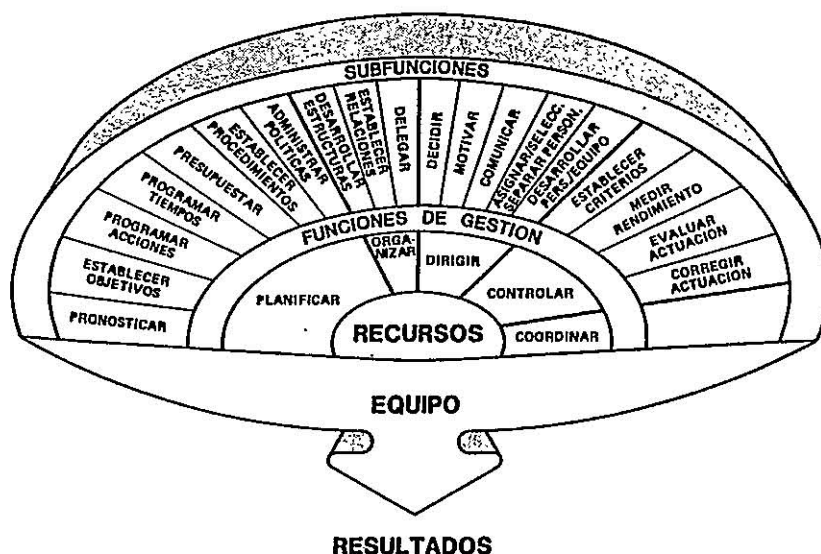 SUBFUNCIONES
PRONOSTICAR
ESTABLECER
OBJETIVOS
PROGRAMAR
ACCIONES
PROGRAMAR
TIEMPOS
PRESUPUESTAR
ESTABLECER
PROCEDIMIENTOS
ADMINISTRAR
POLITICAS
DESARROLLAR
ESTRUCTURAS
ESTABLECER
RELACIONES
DELEGAR
DECIDIR
MOTIVAR
COMUNICAR
ASIGNAR/SELECC.
SEPARAR PERSON.
DESARROLLAR
PERS./EQUIPO
ESTABLECER
CRITERIOS
MEDIR
RENDIMIENTO
EVALUAR
ACTUACION
CORREGIR
ACTUACION
FUNCIONES DE GESTION
PLANIFICAR
ORGA-
NIZAR
DIRIGIR
CONTROLAR
COORDINAR
RECURSOS
EQUIPO
RESULTADOS